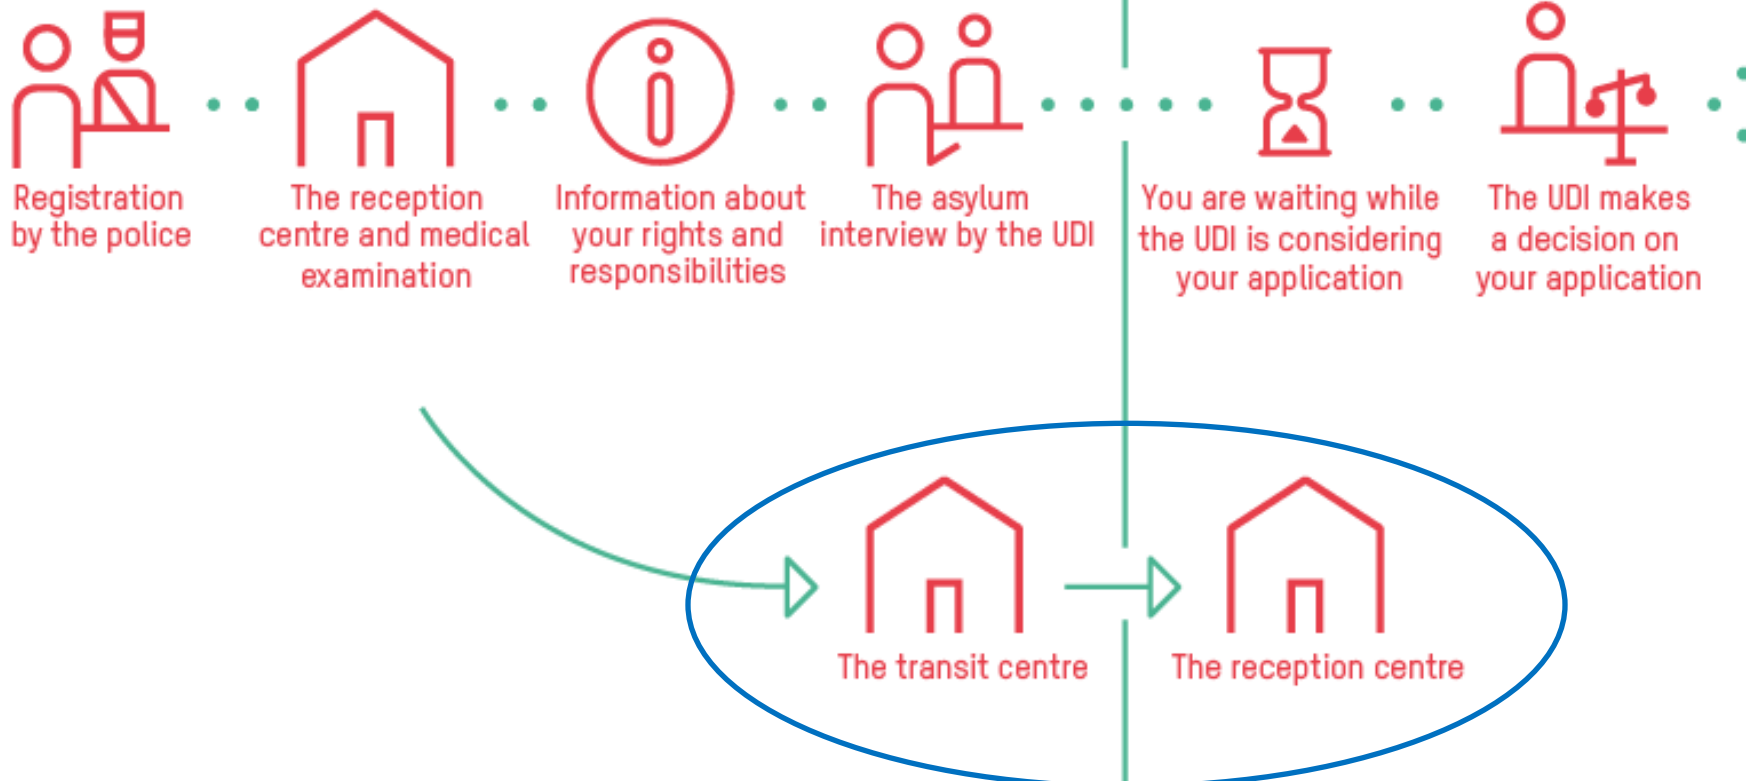 Registration
by the police
The reception
centre and medical
examination
Information about
your rights and
responsibilities
The asylum
interview by the UDI
You are waiting while
the UDI is considering
your application
The UDI makes
a decision on
your application
The transit centre
The reception centre